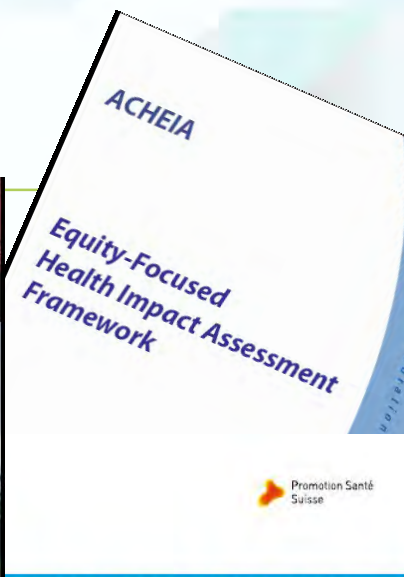 ACHEIA
Equity-Focused
Health Impact Assessment
Framework
Promotion Santé
Suisse